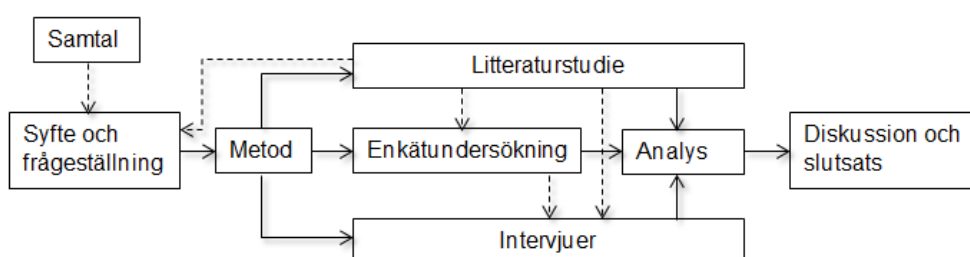 Samtal
Litteraturstudie
Syfte och
frågeställning
Metod
Enkätundersökning
Analys
Diskussion och
slutsats
Intervjuer